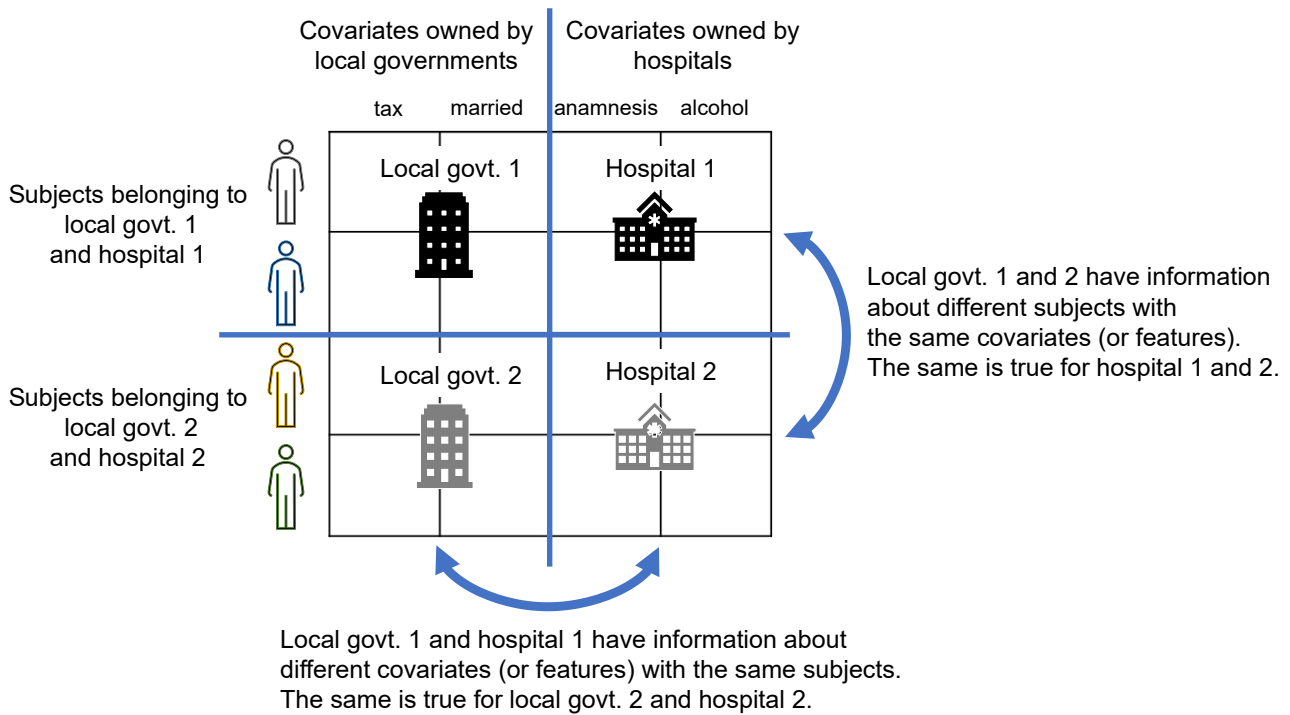 Covariates owned by
local governments
Covariates owned by
hospitals
tax
married
anamnesis
alcohol
Subjects belonging to
local govt. 1
and hospital 1
Local govt. 1
Hospital 1
Subjects belonging to
local govt. 2
and hospital 2
Local govt. 2
Hospital 2
Local govt. 1 and 2 have information
about different subjects with
the same covariates (or features).
The same is true for hospital 1 and 2.
Local govt. 1 and hospital 1 have information about
different covariates (or features) with the same subjects.
The same is true for local govt. 2 and hospital 2.